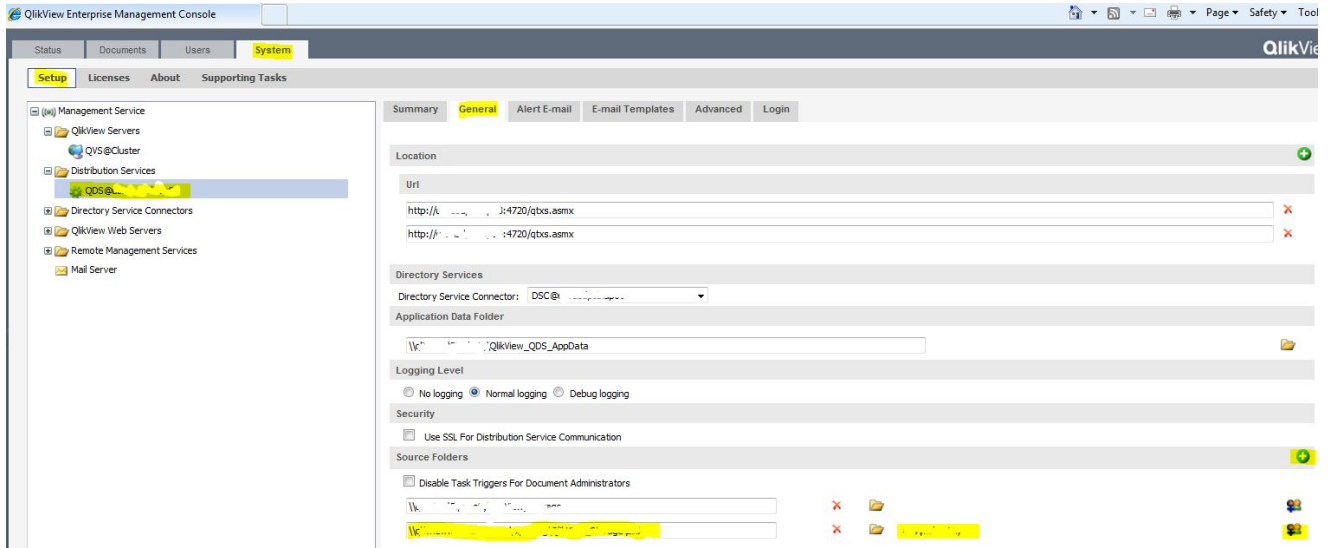 QlikView Enterprise Management Console
Page Safety
Status Documents Users System
Setup Licenses About Supporting Tasks
Management Service
QlikView Servers
QVS@Cluster
Distribution Services
Directory Service Connectors
QlikView Web Servers
Remote Management Services
Mail Server
Summary General Alert E-mail E-mail Templates Advanced Login
Location
Url
:4720/qtxs.asmx
:4720/qtxs.asmx
Directory Services
Directory Service Connector:
Application Data Folder
QlikView_QDS_AppData
Logging Level
No logging Normal logging Debug logging
Security
Use SSL For Distribution Service Communication
Source Folders
Disable Task Triggers For Document Administrators